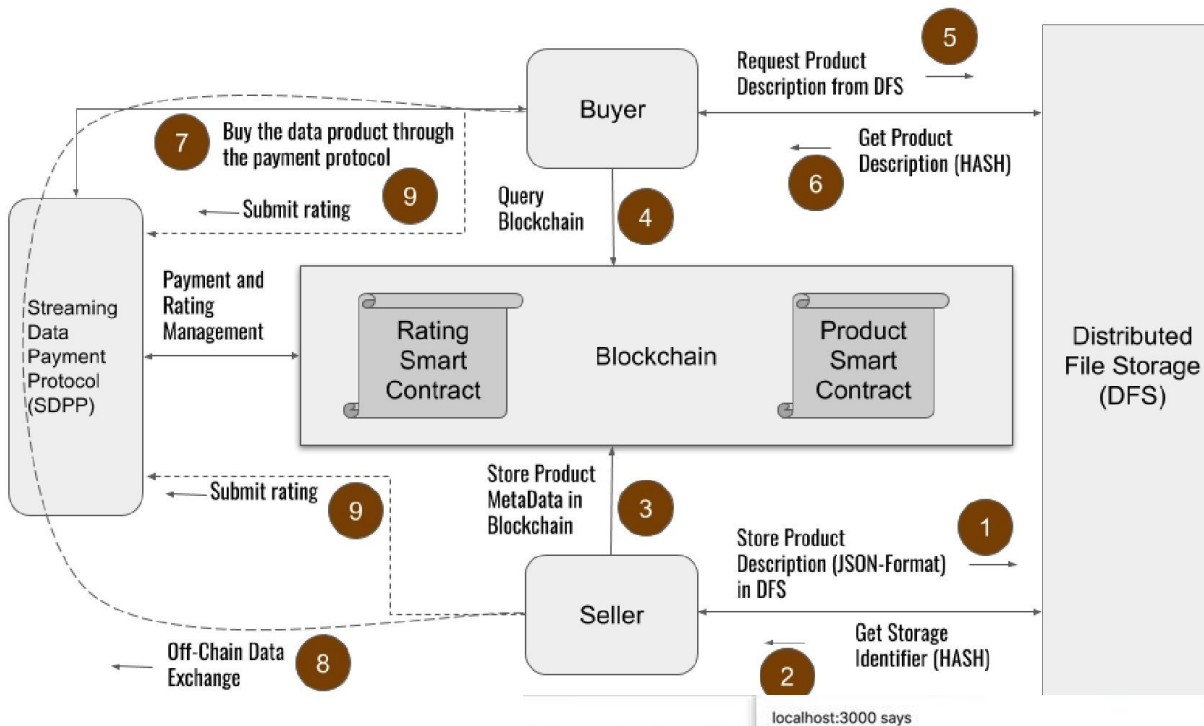 5
Request Product
Description from DFS
Buyer
7
Buy the data product through
the payment protocol
Get Product
Description (HASH)
6
9
Submit rating
Query
Blockchain
4
Payment and
Rating
Management
Streaming
Data
Payment
Protocol
(SDPP)
Rating
Smart
Contract
Blockchain
Product
Smart
Contract
Distributed
File Storage
(DFS)
Submit rating
9
Store Product
MetaData in
Blockchain
3
1
Store Product
Description (JSON-Format)
in DFS
Seller
Get Storage
Identifier (HASH)
2
Off-Chain Data
Exchange
8
localhost:3000 says